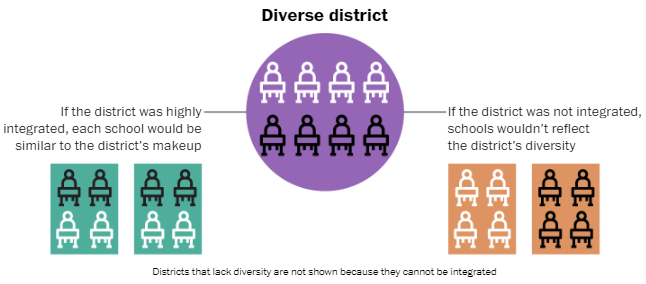 Diverse district
If the district was highly
integrated, each school would be
similar to the district's makeup
If the district was not integrated,
schools wouldn't reflect
the district's diversity
Districts that lack diversity are not shown because they cannot be integrated